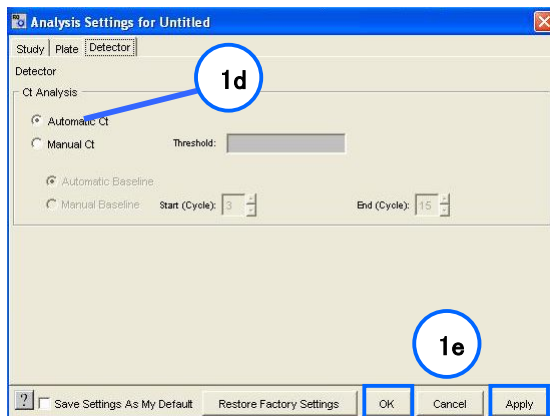 Analysis Settings for Untitled
Study Plate Detector
Detector
1d
Ct Analysis
Automatic Ct
Manual Ct Threshold:
Automatic Baseline
Manual Baseline Start (Cycle): 3 End (Cycle): 15
1e
? Save Settings As My Default Restore Factory Settings OK Cancel Apply